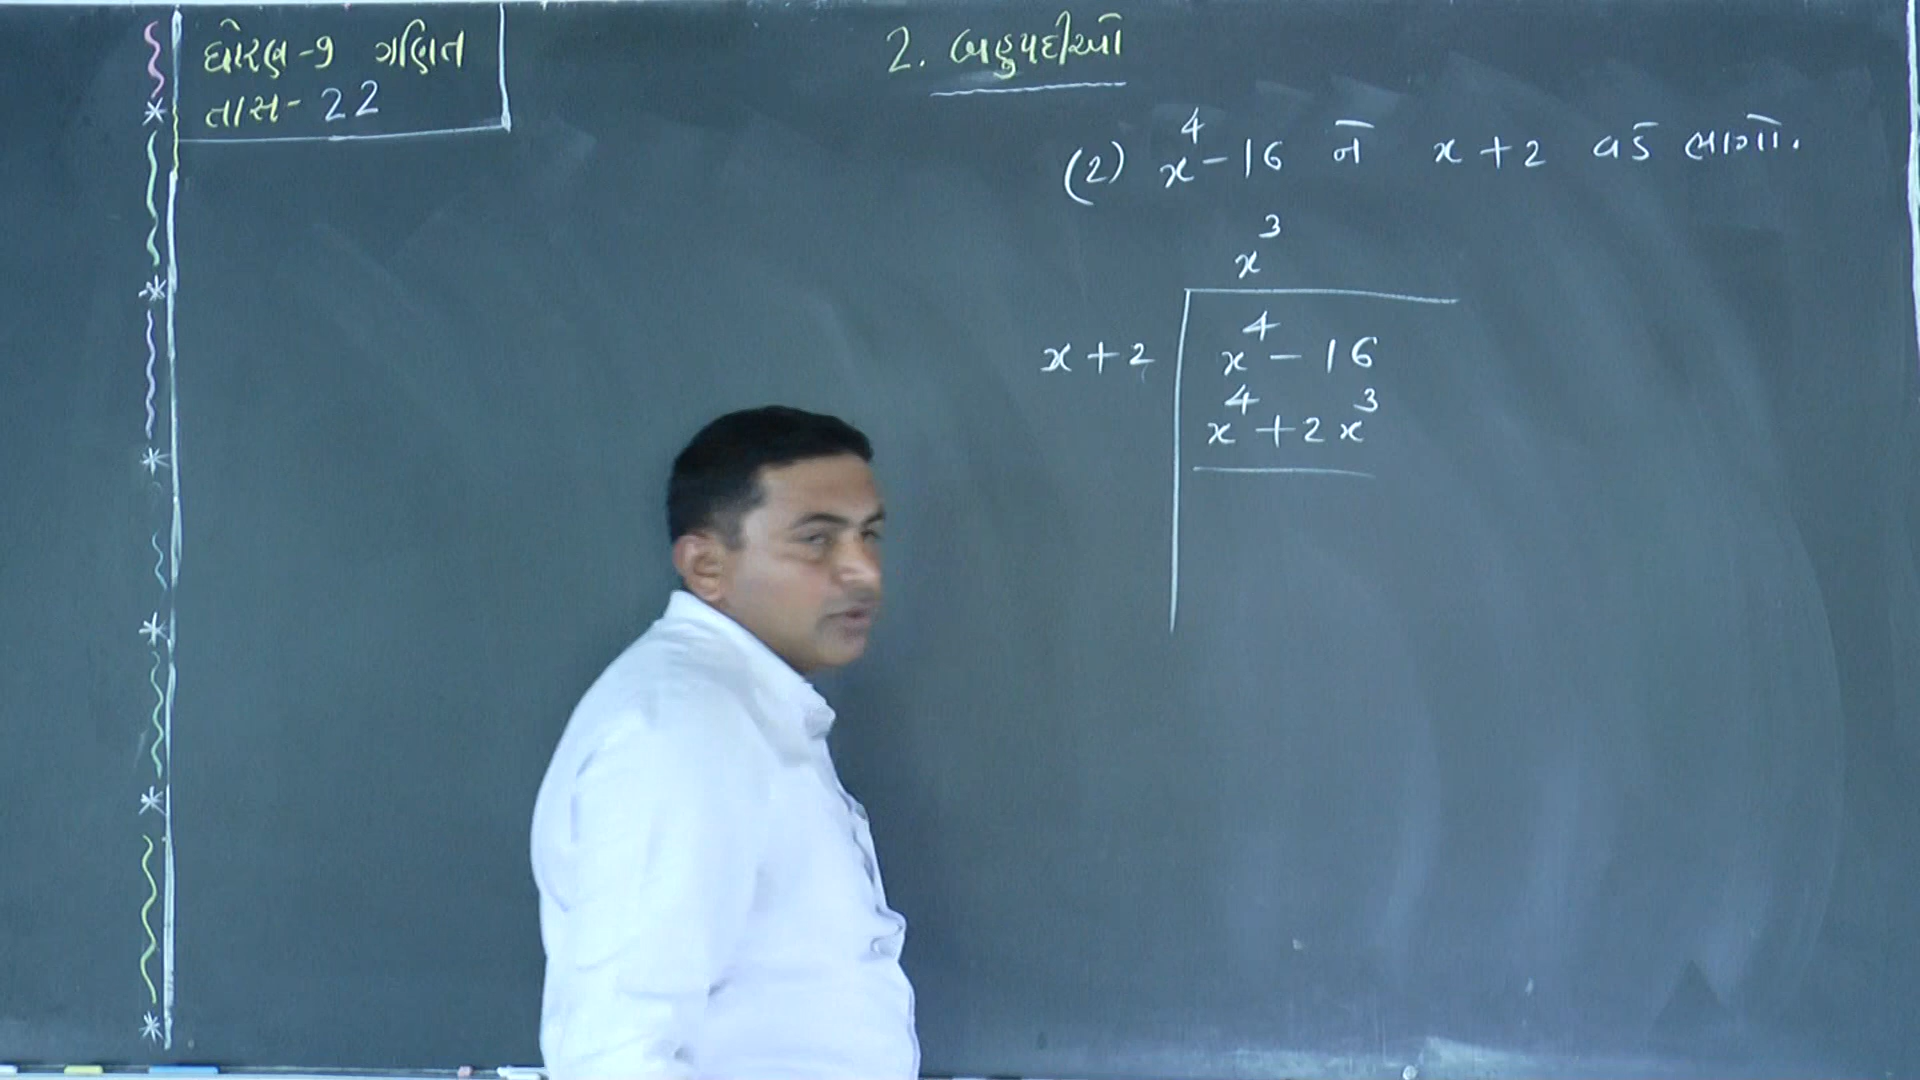 ધોરણ-9 ગણિત
તાસ- 22
2. બહુપદીઓ
(2) x⁴-16 ને x+2 વડે ભાગો.
x³
x+2 x⁴-16
x⁴+2x³